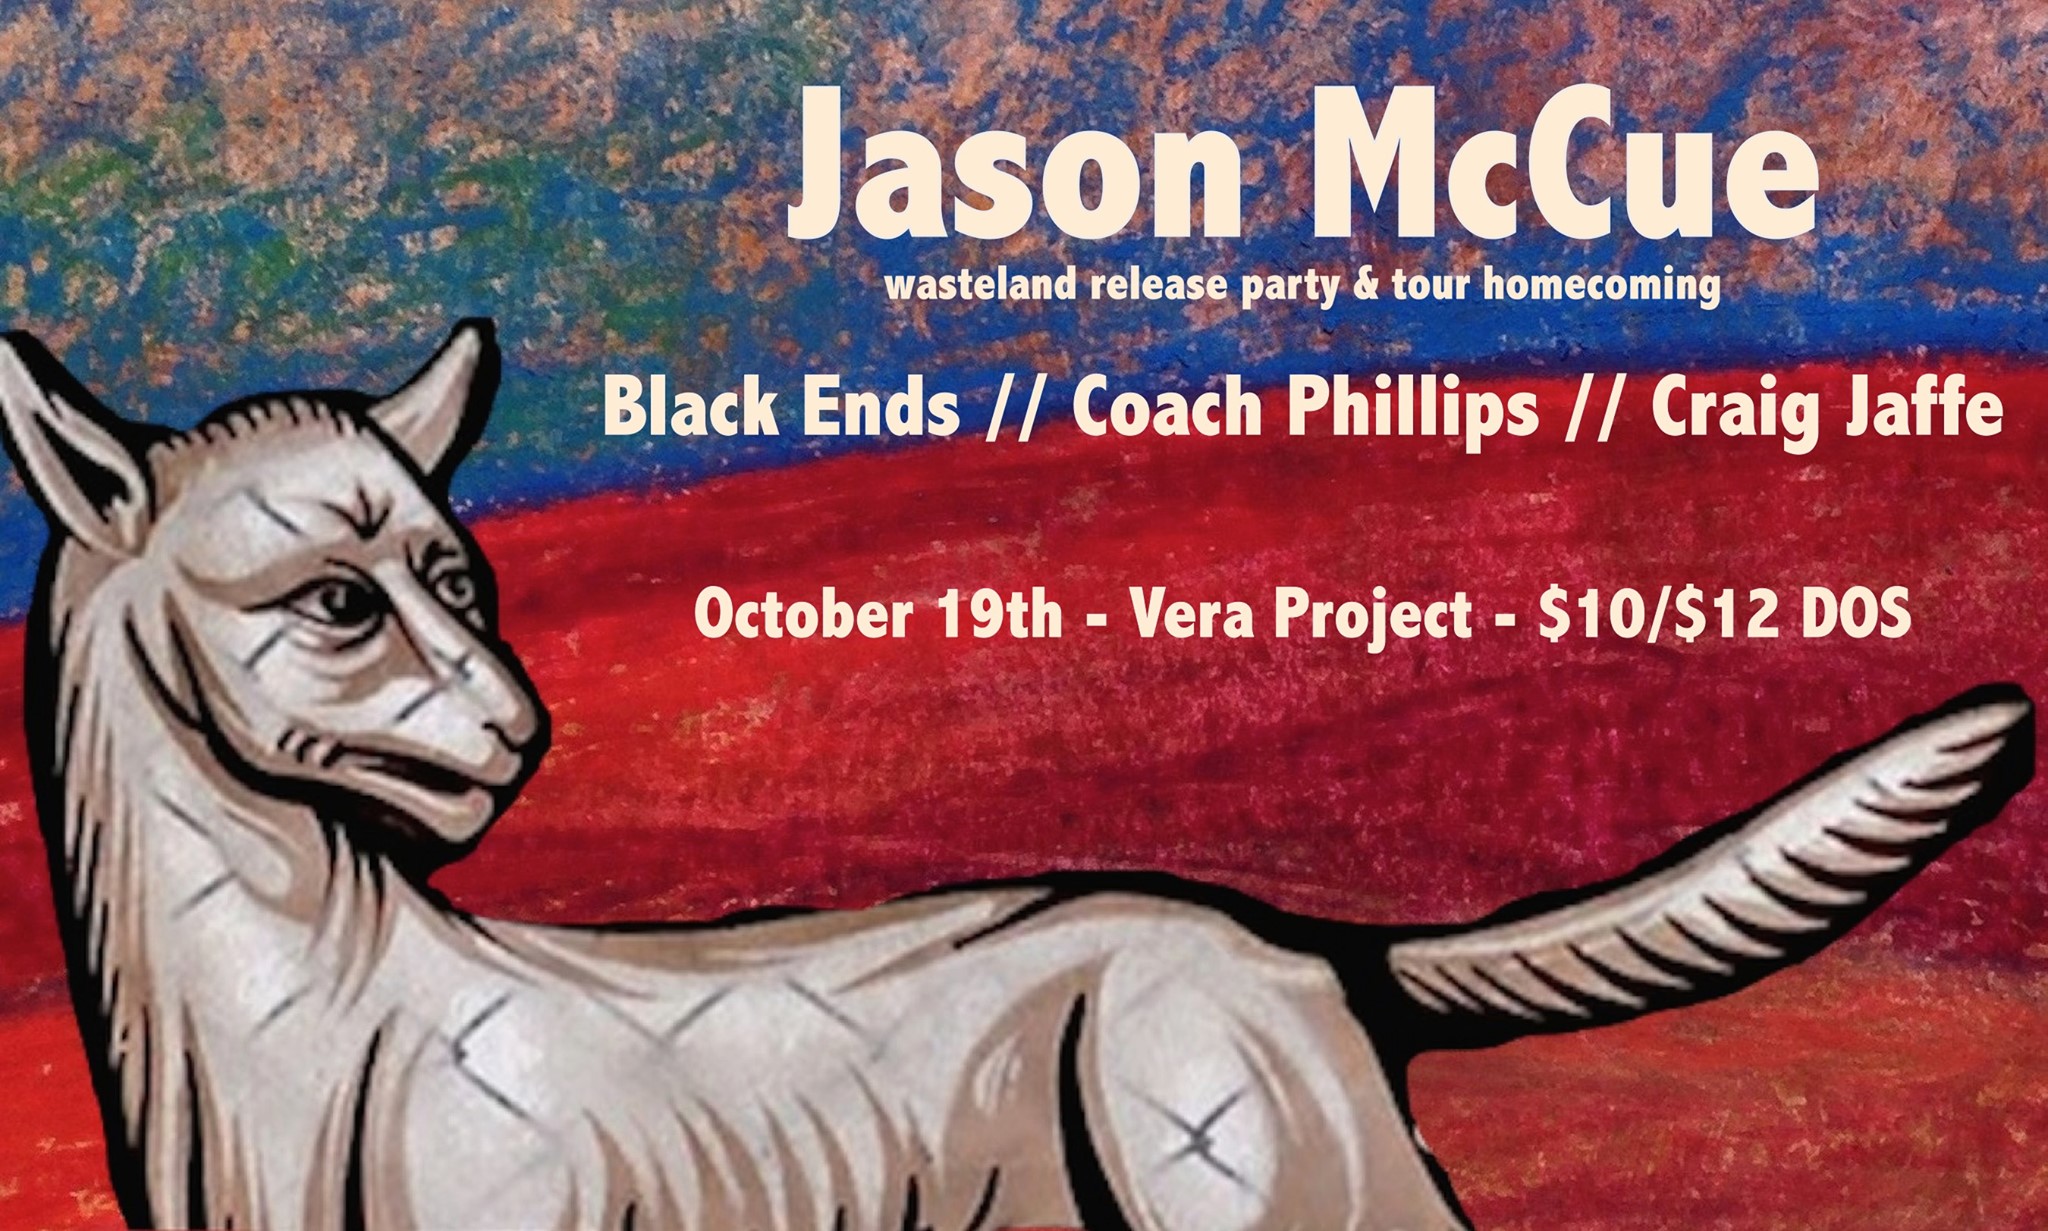 Jason McCue
wasteland release party & tour homecoming
Black Ends // Coach Phillips // Craig Jaffe
October 19th - Vera Project - $10/$12 DOS